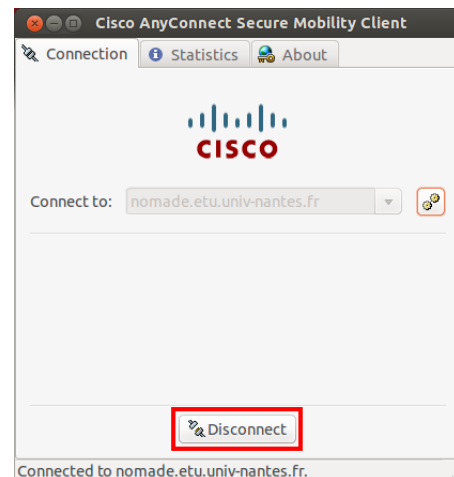 Cisco AnyConnect Secure Mobility Client
Connection Statistics About
CISCO
Connect to: nomade.etu.univ-nantes.fr
Disconnect
Connected to nomade.etu.univ-nantes.fr.